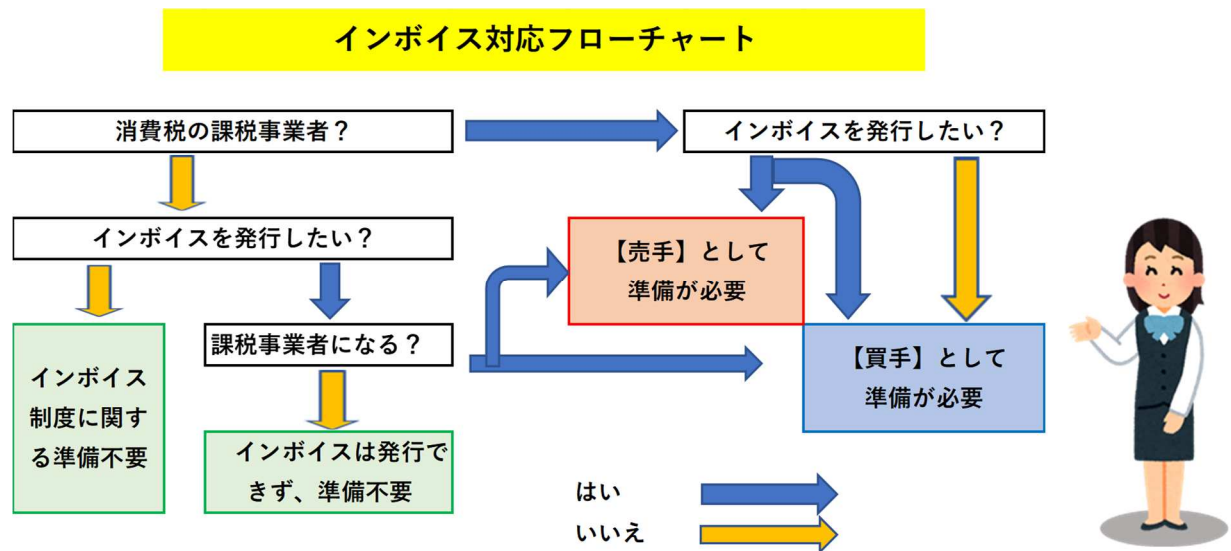 インボイス対応フローチャート
消費税の課税事業者？
インボイスを発行したい？
インボイスを発行したい？
【売手】として
準備が必要
課税事業者になる？
【買手】として
準備が必要
インボイス
制度に関す
る準備不要
インボイスは発行で
きず、準備不要
はい
いいえ